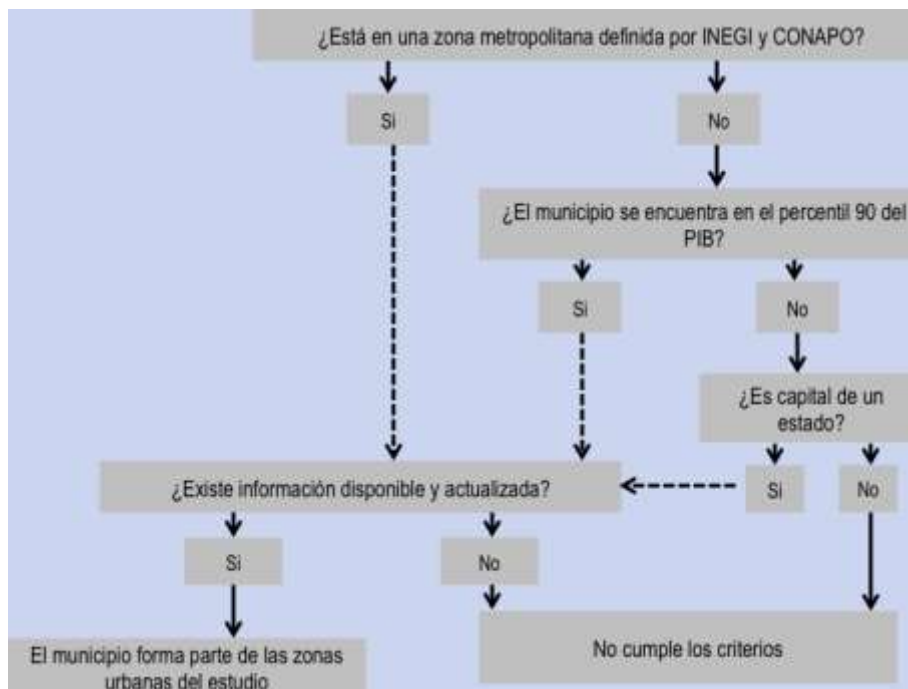 ¿Está en una zona metropolitana definida por INEGI y CONAPO?
Si
No
¿El municipio se encuentra en el percentil 90 del
PIB?
Si
No
¿Es capital de un
estado?
¿Existe información disponible y actualizada?
Si
No
Si
No
El municipio forma parte de las zonas
urbanas del estudio
No cumple los criterios